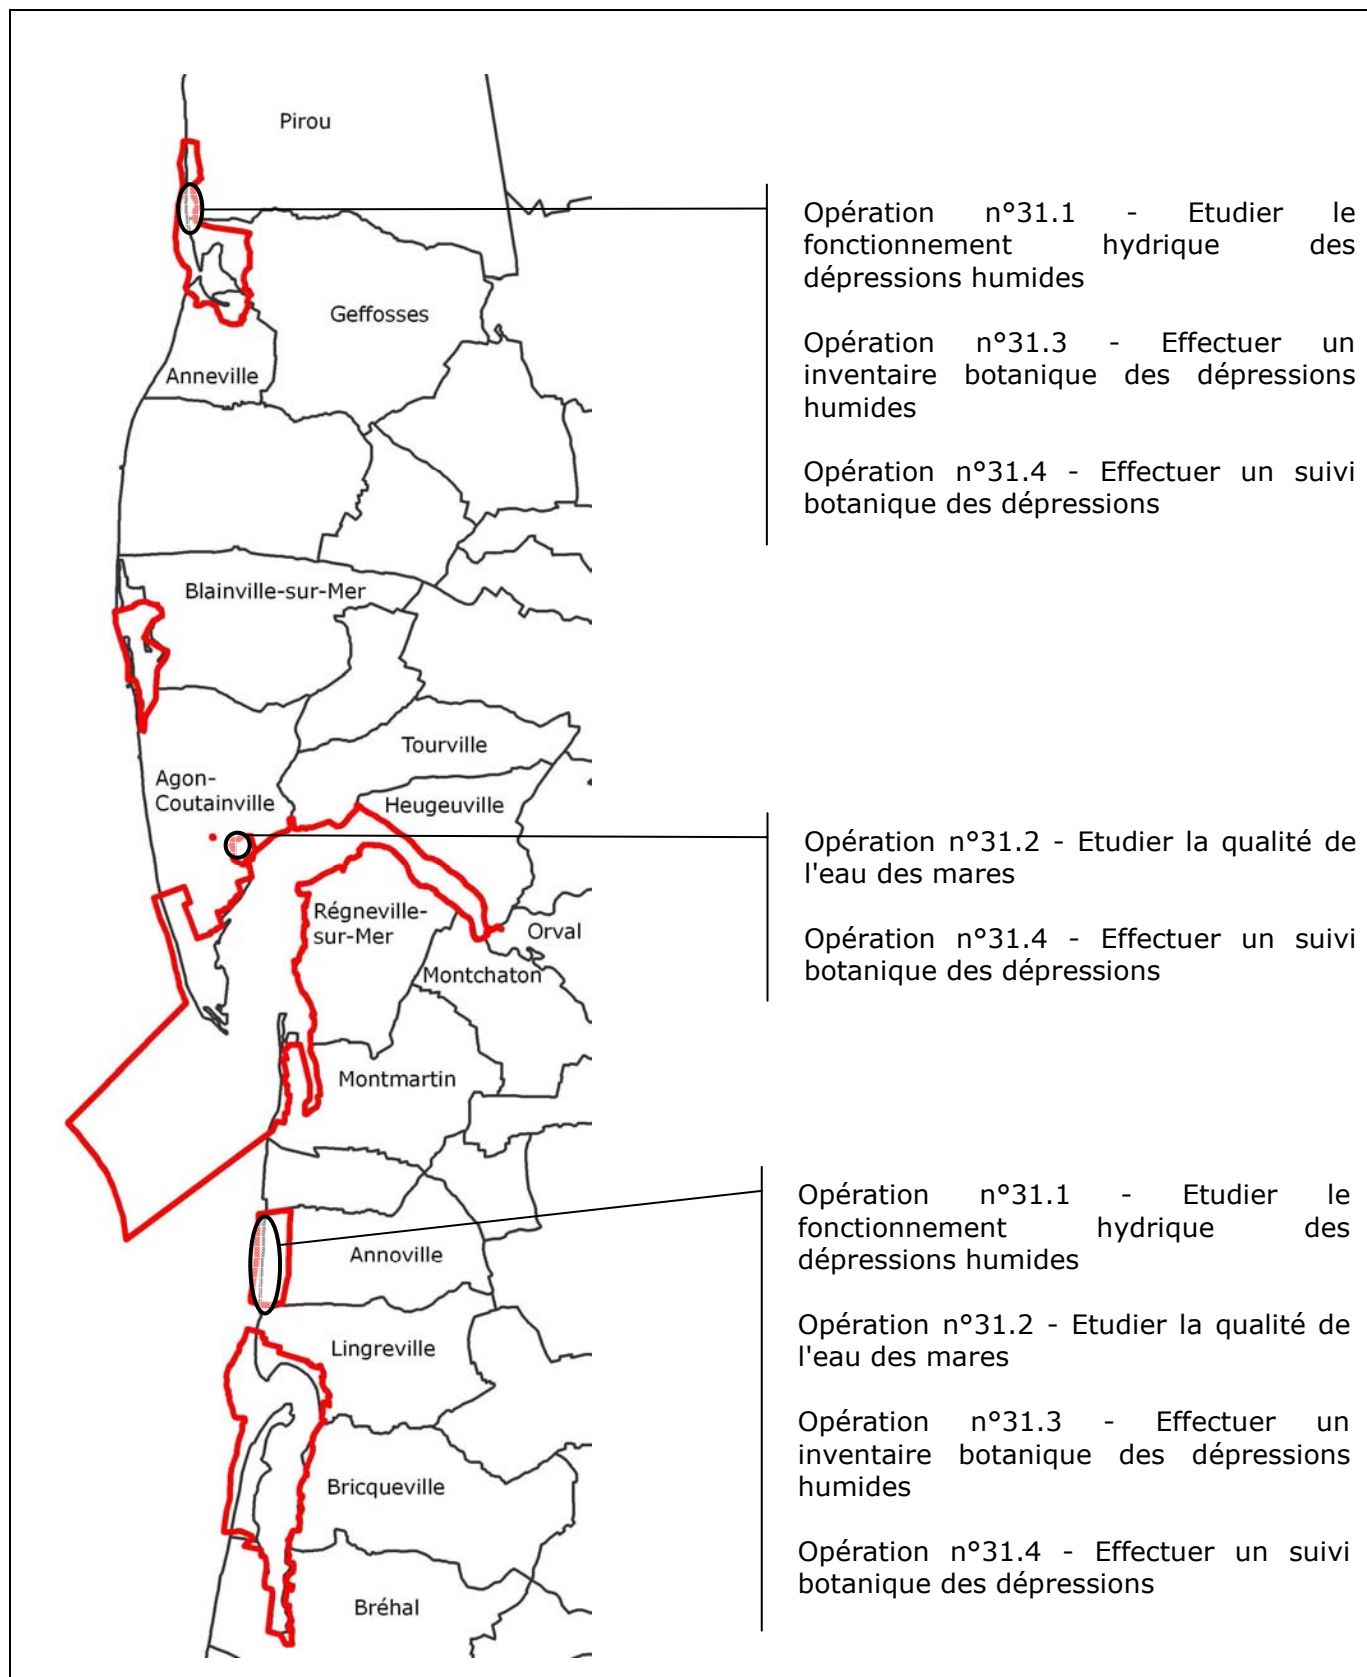 Pirou
Geffosses
Anneville
Blainville-sur-Mer
Tourville
Agon-
Coutainville
Heugeuville
Régneville-
sur-Mer
Orval
Montchaton
Montmartin
Annoville
Lingreville
Bricqueville
Bréhal
Opération n°31.1 - Etudier le
fonctionnement hydrique des
dépressions humides
Opération n°31.3 - Effectuer un
inventaire botanique des dépressions
humides
Opération n°31.4 - Effectuer un suivi
botanique des dépressions
Opération n°31.2 - Etudier la qualité de
l'eau des mares
Opération n°31.4 - Effectuer un suivi
botanique des dépressions
Opération n°31.1 - Etudier le
fonctionnement hydrique des
dépressions humides
Opération n°31.2 - Etudier la qualité de
l'eau des mares
Opération n°31.3 - Effectuer un
inventaire botanique des dépressions
humides
Opération n°31.4 - Effectuer un suivi
botanique des dépressions